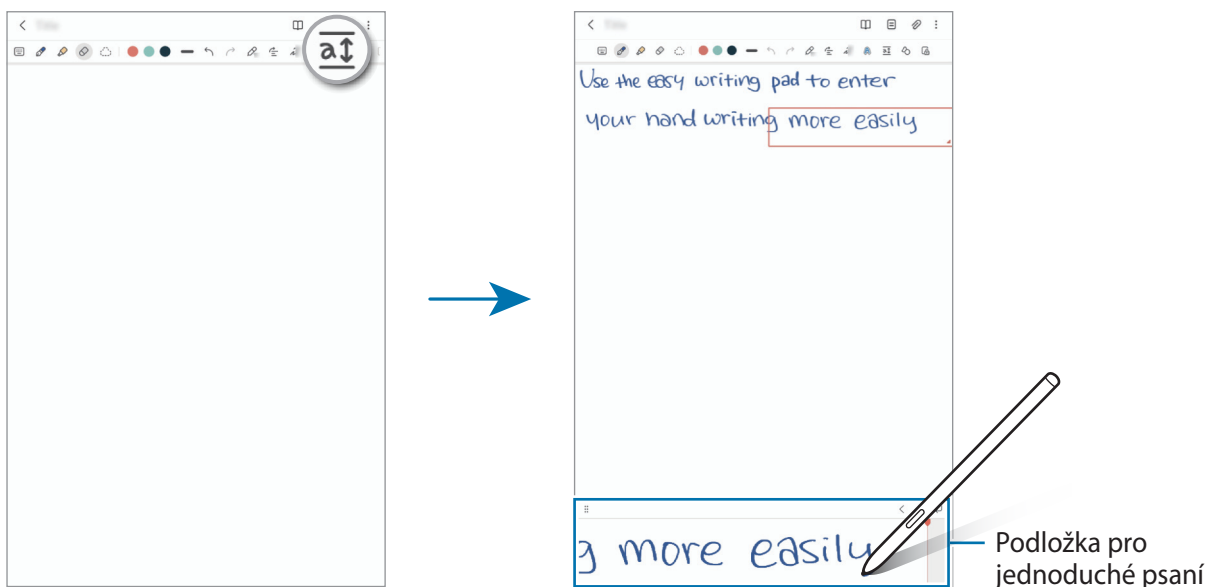 Use the easy writing pad to enter
your hand writing more easily
g more easily
Podložka pro
jednoduché psaní